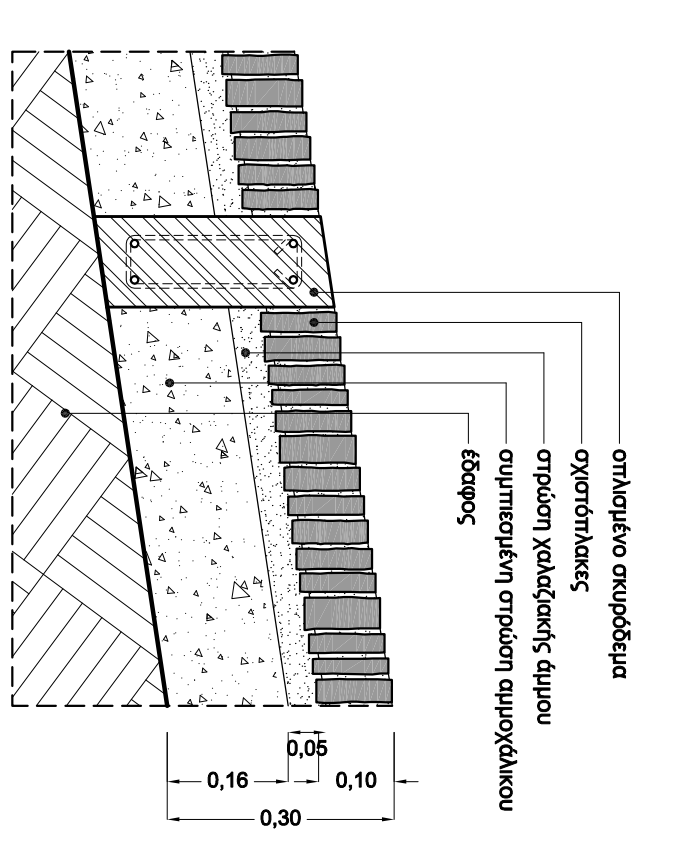 οπλισμένο σκυρόδεμα
σχιστόπλακες
στρώση χαλαζιακής άμμου
συμπιεσμένη στρώση αμμοχάλικου
έδαφος
0,05
0,16
0,10
0,30